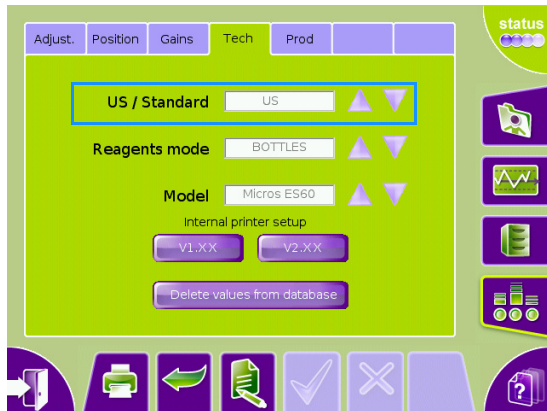 status
Adjust. Position Gains Tech Prod
US / Standard US
Reagents mode BOTTLES
Model Micros ES60
Internal printer setup
V1.XX V2.XX
Delete values from database
?